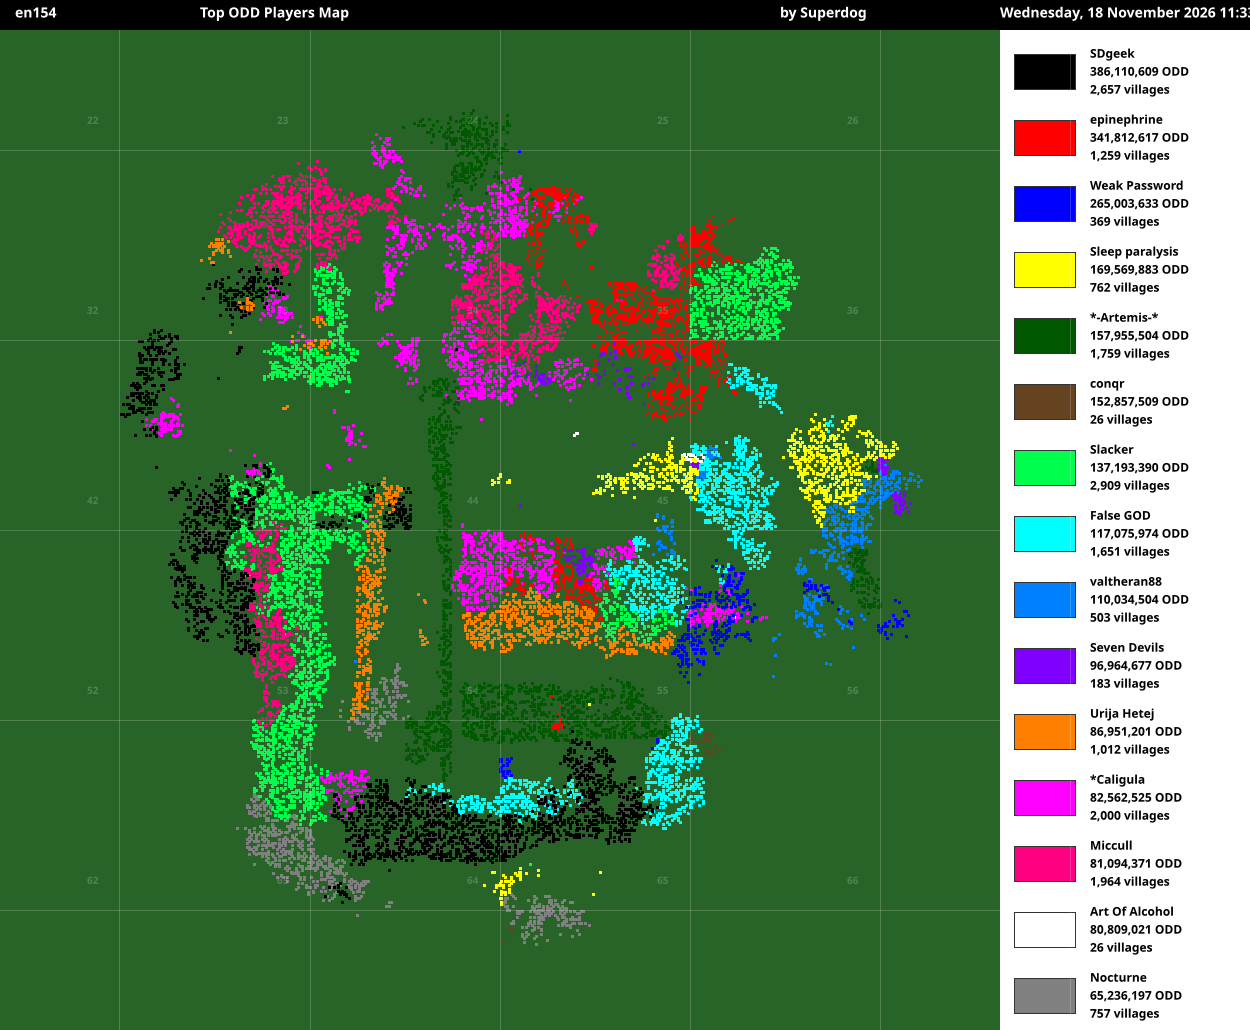 en154
Top ODD Players Map
by Superdog
Wednesday, 18 November 2026
SDgeek
386,110,609 ODD
2,657 villages
epinephrine
341,812,617 ODD
1,259 villages
Weak Password
265,003,633 ODD
369 villages
Sleep paralysis
169,569,883 ODD
762 villages
*-Artemis-*
157,955,504 ODD
1,759 villages
conqr
152,857,509 ODD
26 villages
Slacker
137,193,390 ODD
2,909 villages
False GOD
117,075,974 ODD
1,651 villages
valtheran88
110,034,504 ODD
503 villages
Seven Devils
96,964,677 ODD
183 villages
Urija Hetej
86,951,201 ODD
1,012 villages
*Caligula
82,562,525 ODD
2,000 villages
Miccull
81,094,371 ODD
1,964 villages
Art Of Alcohol
80,809,021 ODD
26 villages
Nocturne
65,236,197 ODD
757 villages
22 23 25 26
32 35 36
42 44 45
52 53 54 55 56
62 64 65 66